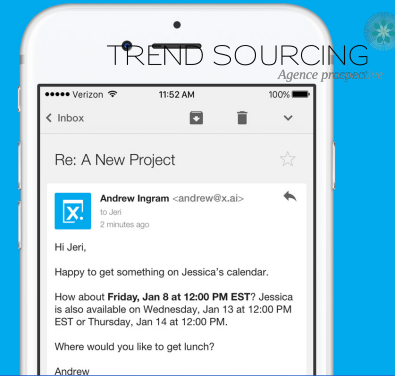 TREND SOURCING
Agence prospective
●●●●● Verizon 11:52 AM 100%
Inbox
Re: A New Project
Andrew Ingram <andrew@x.ai>
to Jeri
2 minutes ago
x.
Hi Jeri,
Happy to get something on Jessica's calendar.
How about Friday, Jan 8 at 12:00 PM EST? Jessica
is also available on Wednesday, Jan 13 at 12:00 PM
EST or Thursday, Jan 14 at 12:00 PM.
Where would you like to get lunch?
Andrew